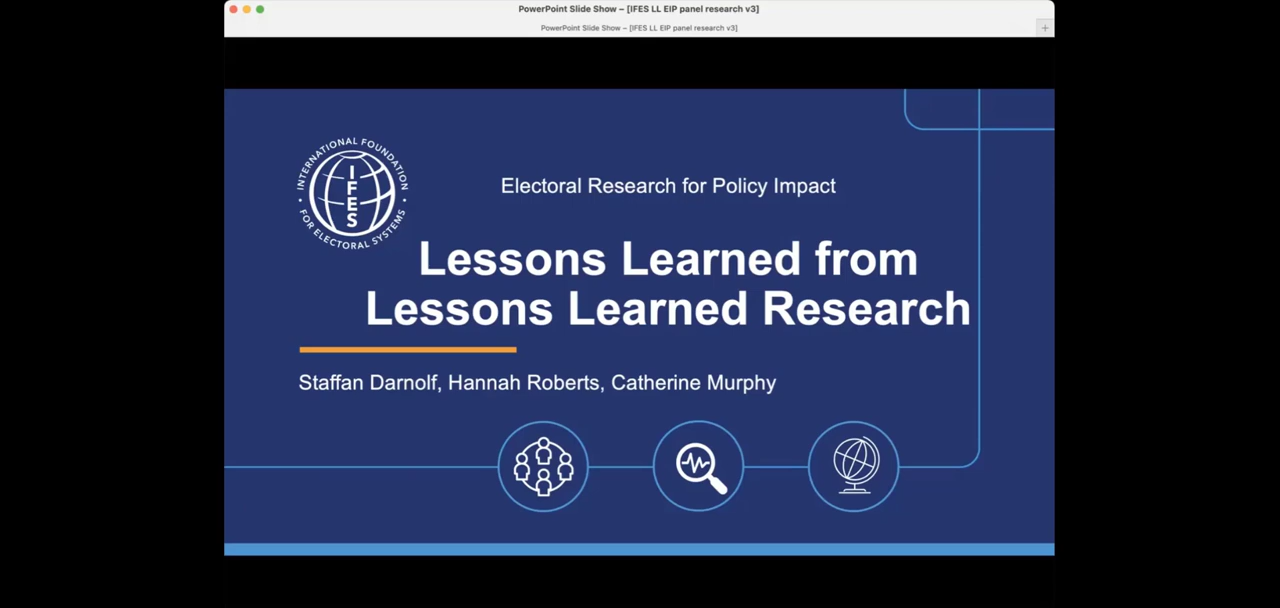 PowerPoint Slide Show – [IFES LL EIP panel research v3]
PowerPoint Slide Show – [IFES LL EIP panel research v3]
INTERNATIONAL FOUNDATION
FOR ELECTORAL SYSTEMS
I
F
E
S
Electoral Research for Policy Impact
Lessons Learned from
Lessons Learned Research
Staffan Darnolf, Hannah Roberts, Catherine Murphy